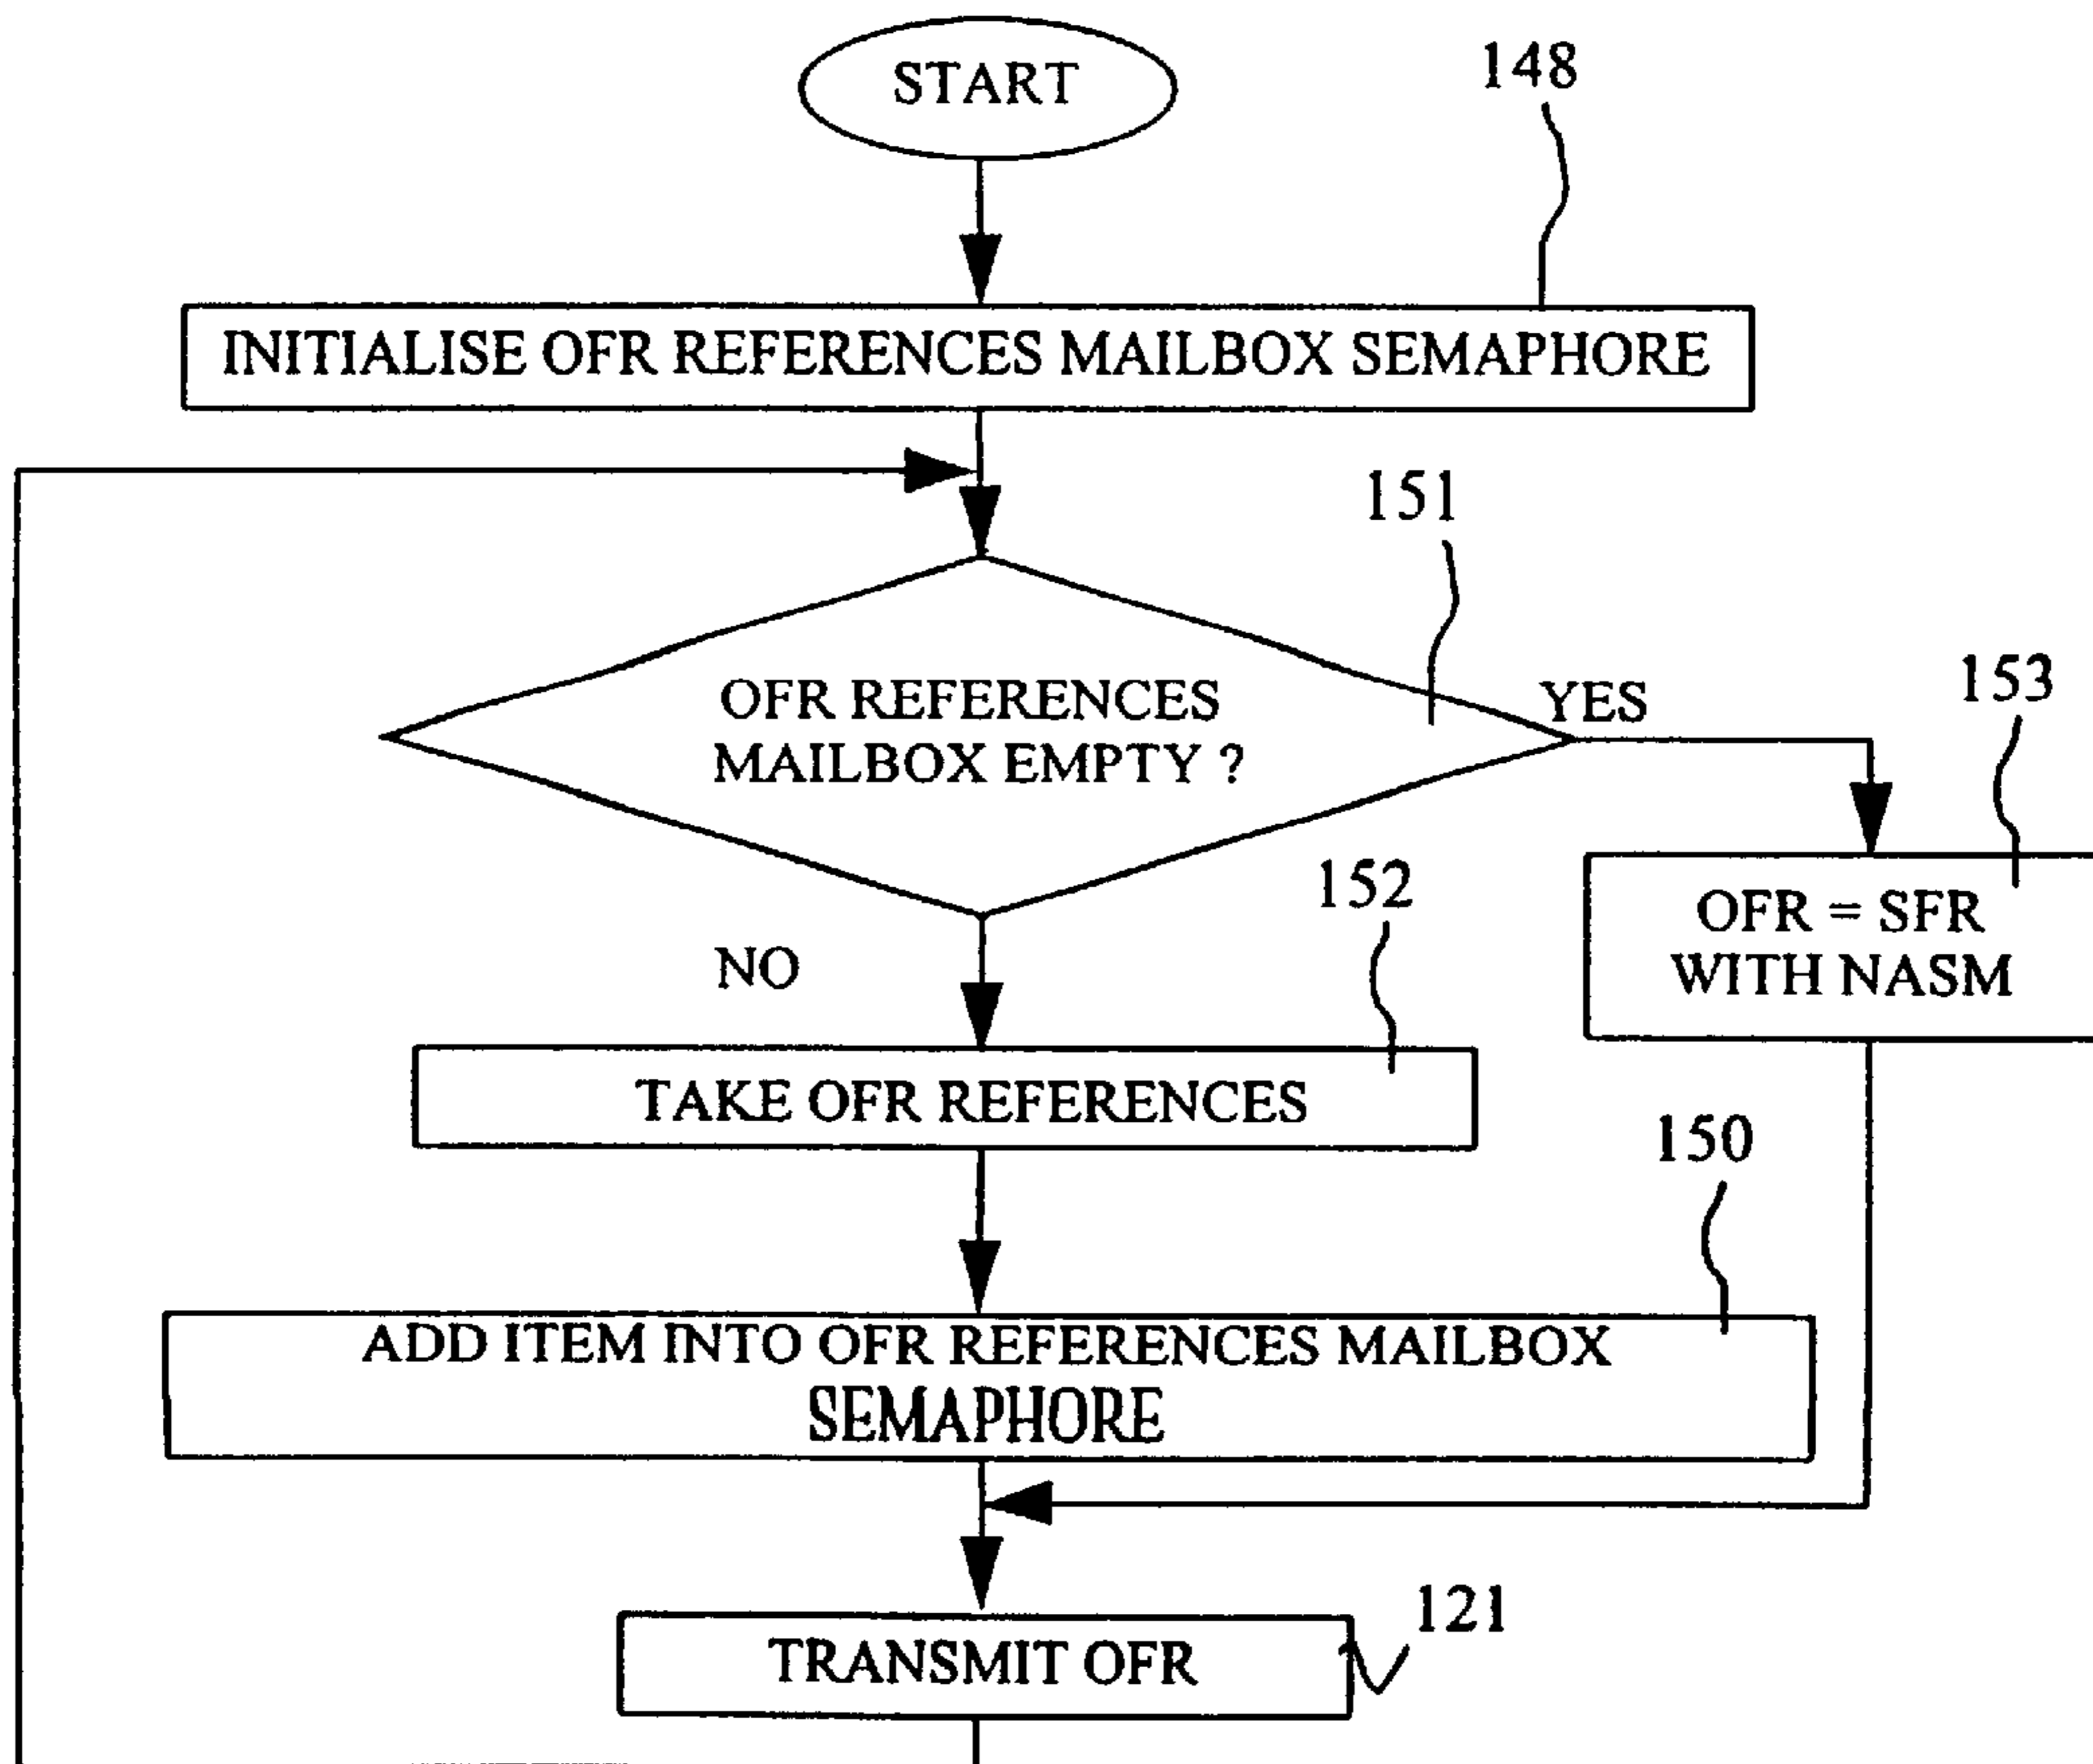 START
148
INITIALISE OFR REFERENCES MAILBOX SEMAPHORE
151
OFR REFERENCES
MAILBOX EMPTY ?
YES
153
OFR = SFR
WITH NASM
NO
152
TAKE OFR REFERENCES
150
ADD ITEM INTO OFR REFERENCES MAILBOX
SEMAPHORE
121
TRANSMIT OFR